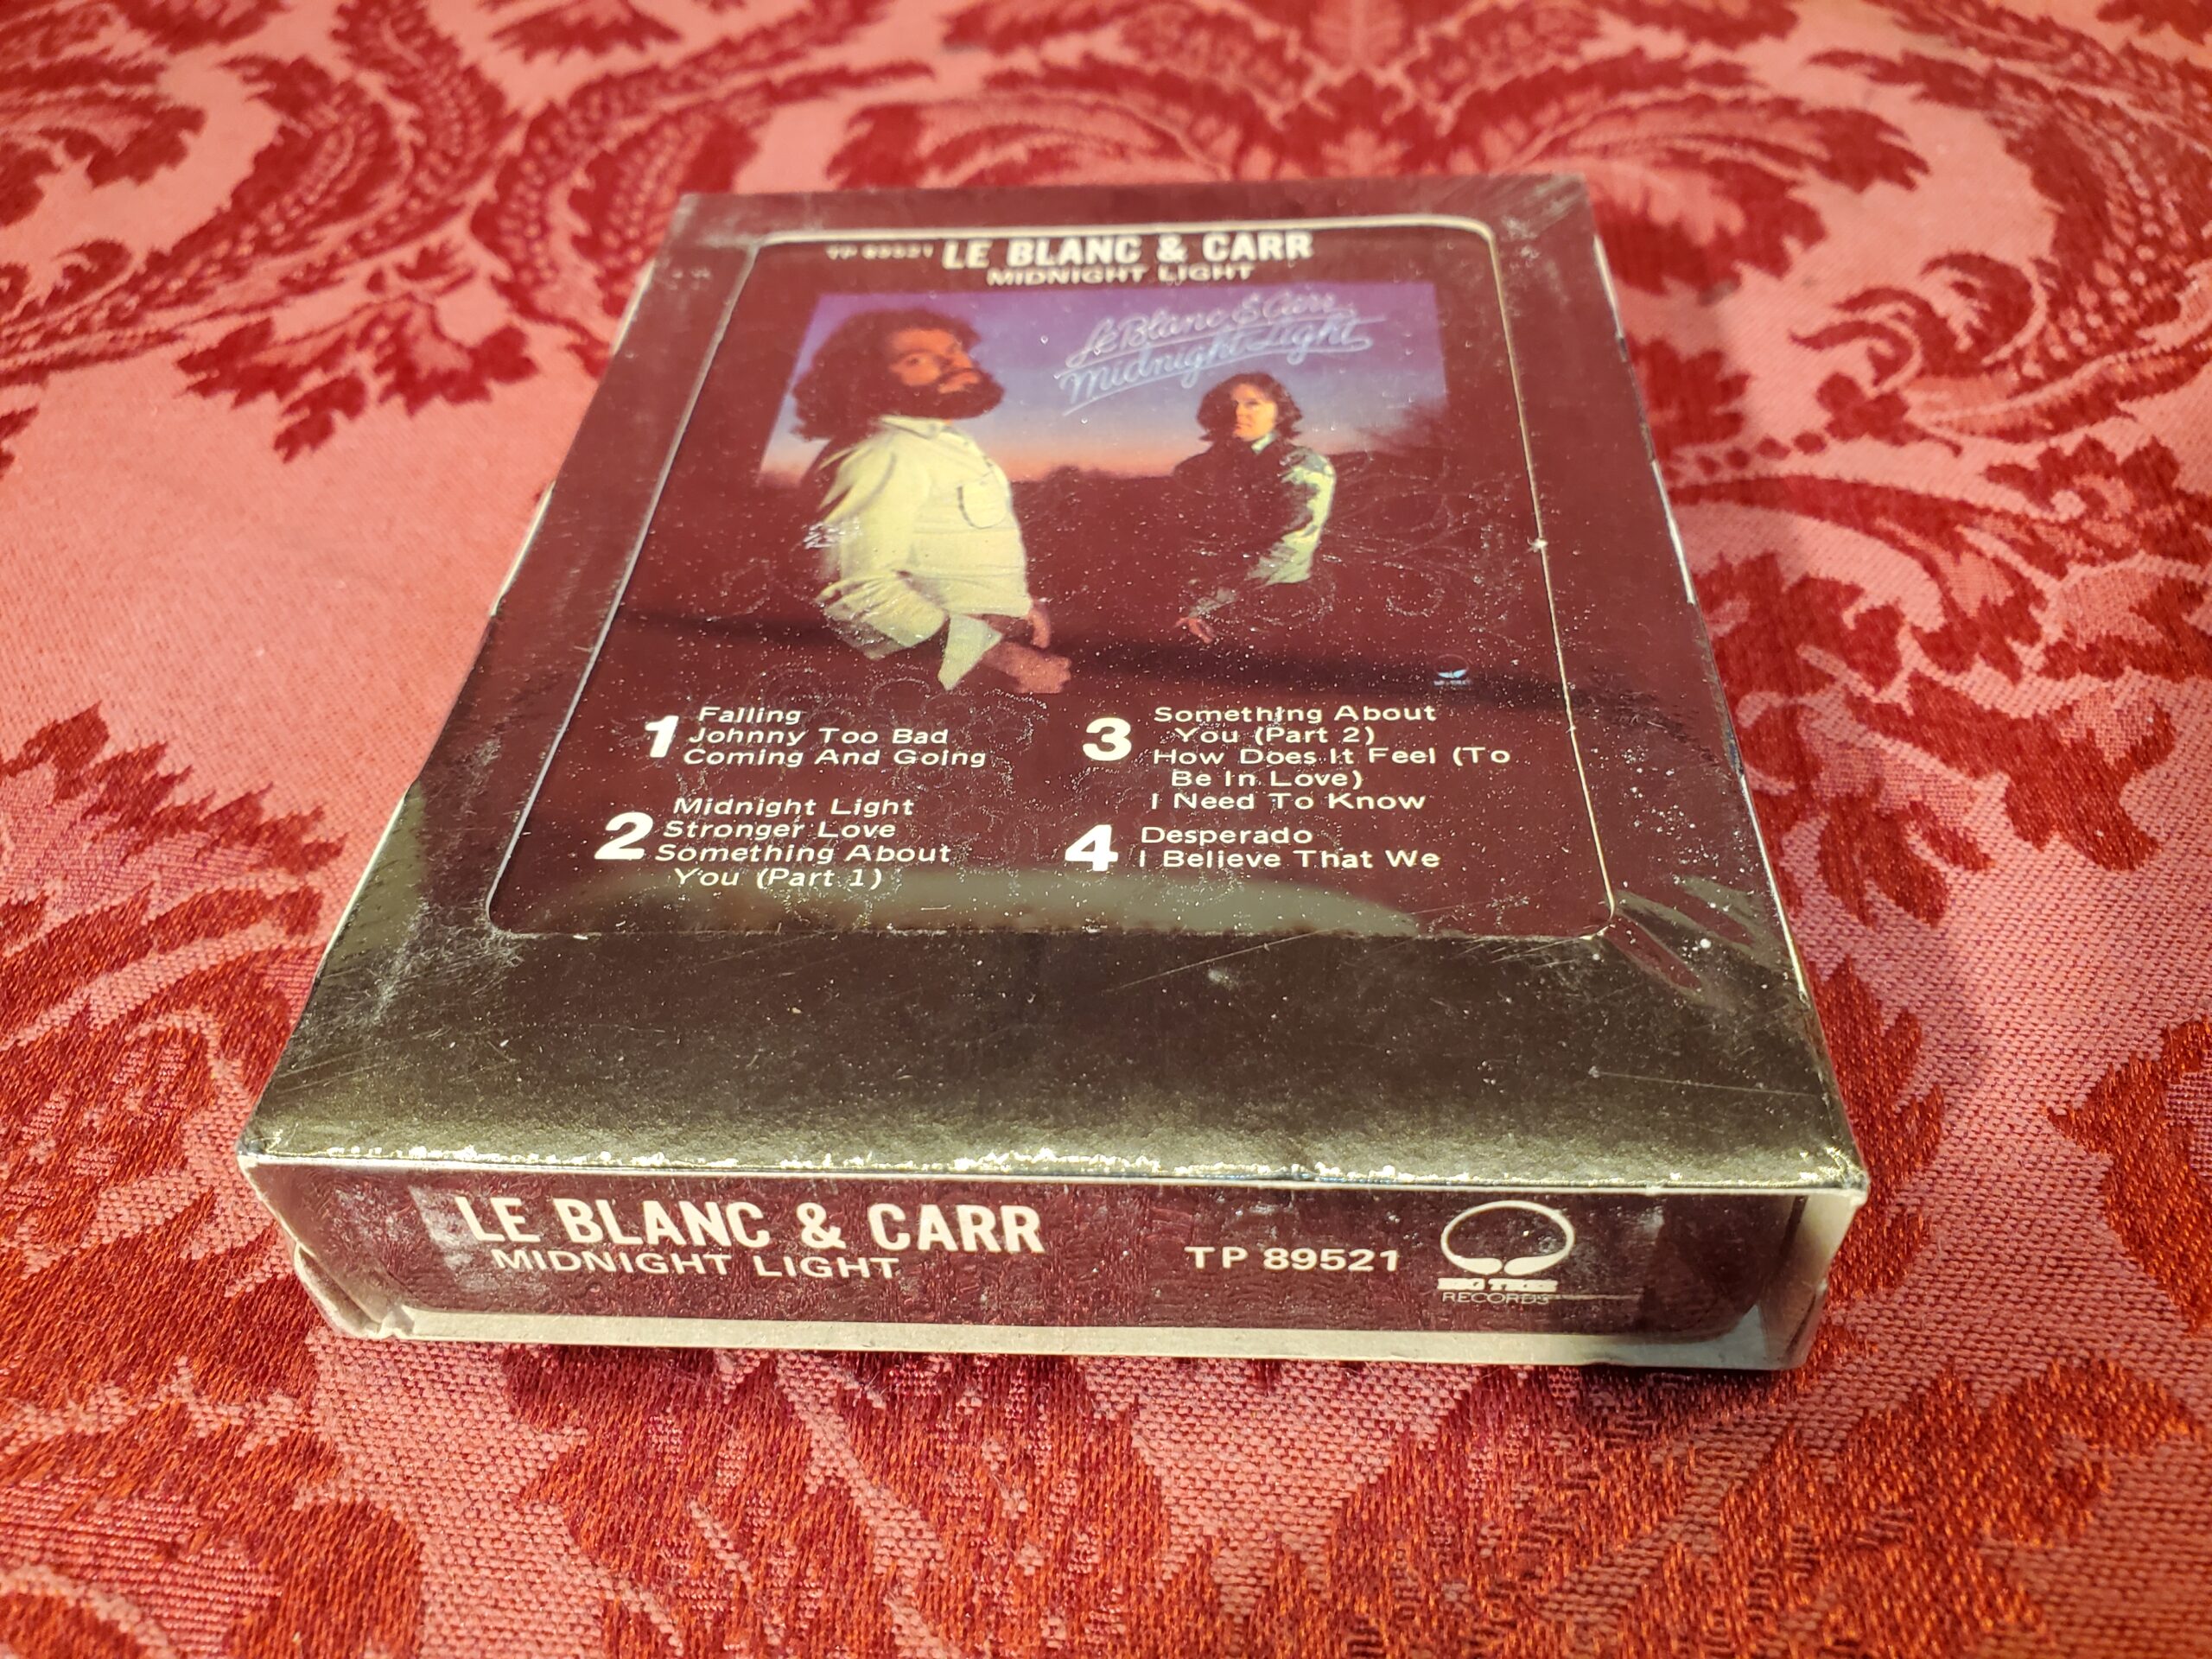 TP 89521 LE BLANC & CARR
MIDNIGHT LIGHT
LeBlanc & Carr
Midnight Light
1 Falling
Johnny Too Bad
Coming And Going
2 Midnight Light
Stronger Love
Something About
You (Part 1)
3 Something About
You (Part 2)
How Does It Feel (To
Be In Love)
I Need To Know
4 Desperado
I Believe That We
LE BLANC & CARR
MIDNIGHT LIGHT
TP 89521
BIG TREE
RECORDS